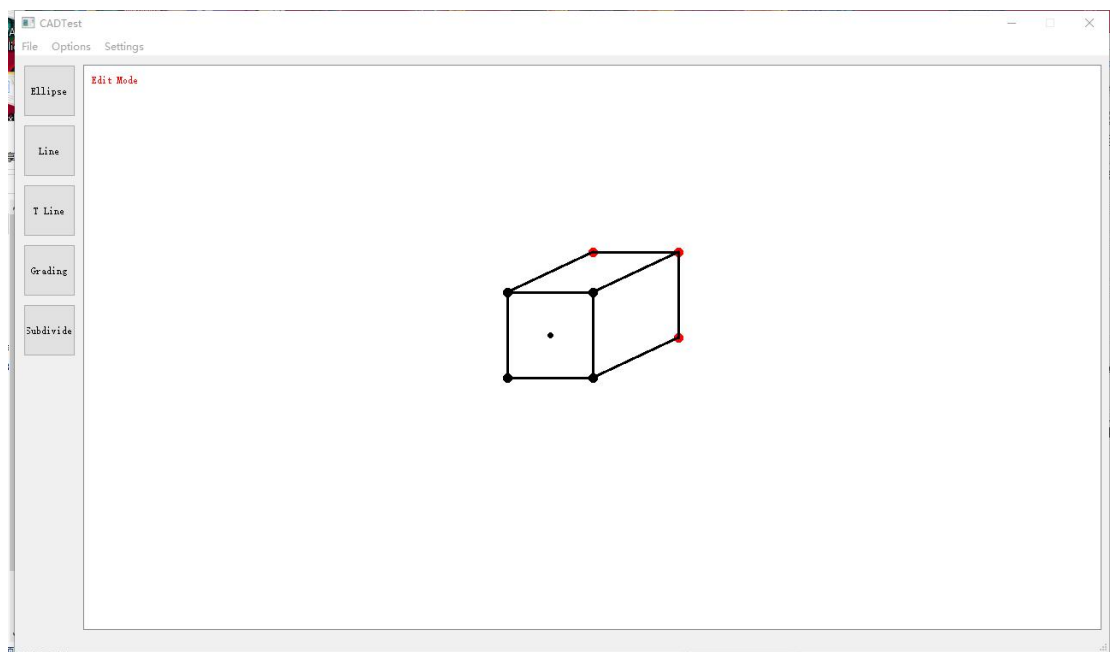 CADTest
File Options Settings
Edit Mode
Ellipse
Line
T Line
Grading
Subdivide